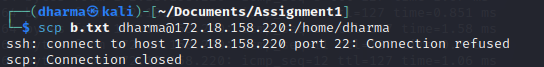 ┌──(dharma㉿kali)-[~/Documents/Assignment1]
└─$ scp b.txt dharma@172.18.158.220:/home/dharma
ssh: connect to host 172.18.158.220 port 22: Connection refused
scp: Connection closed